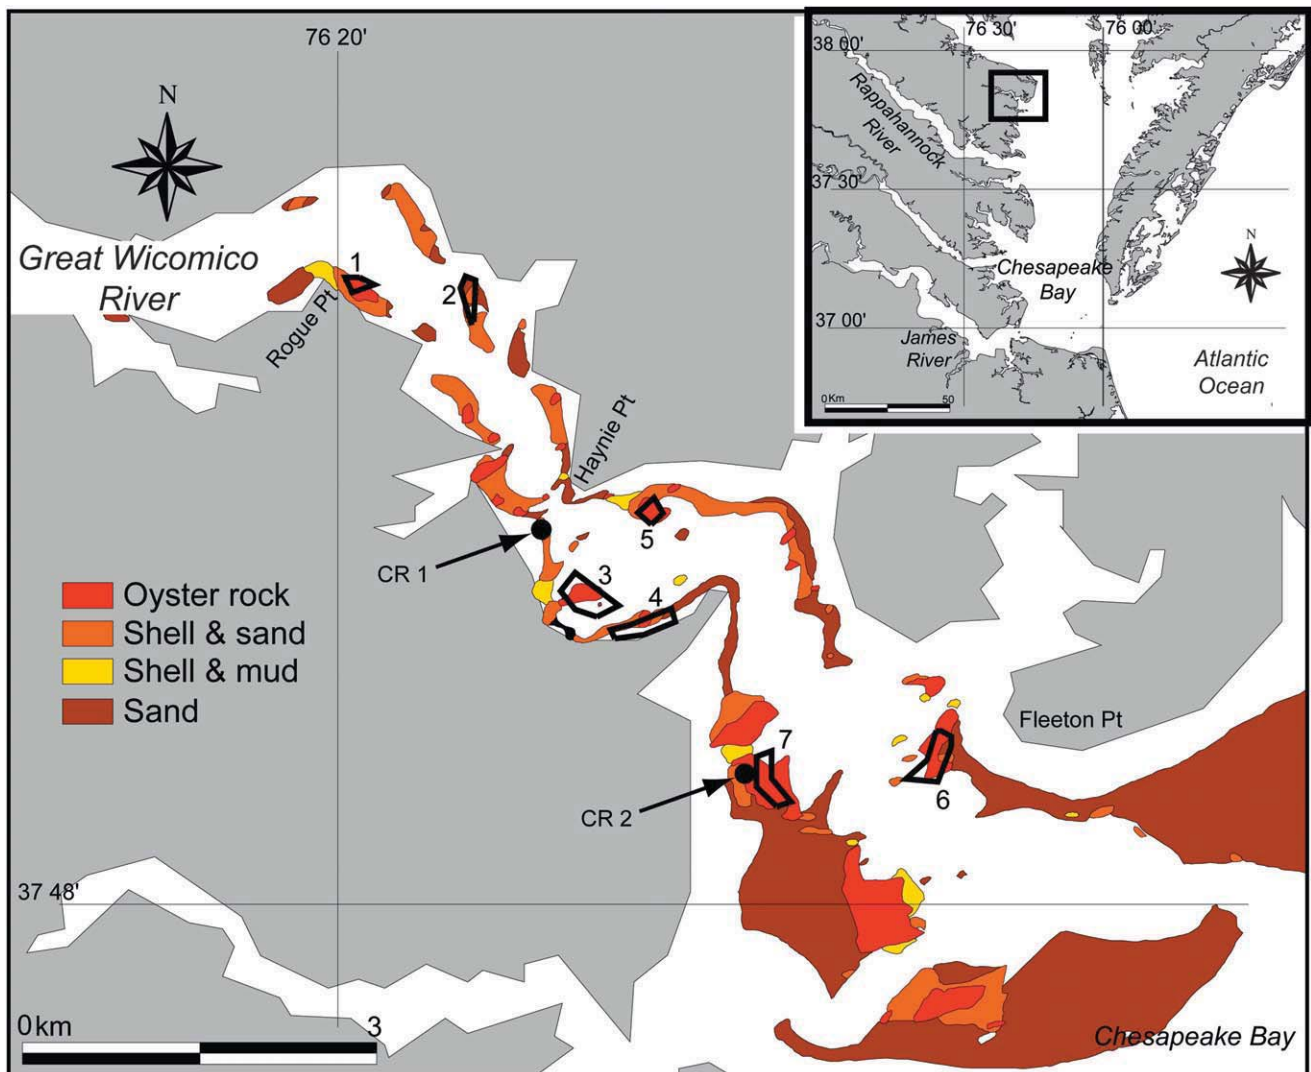 76 20'
N
Great Wicomico
River
Rogue Pt
1
2
Haynie Pt
CR 1
5
3
4
Oyster rock
Shell & sand
Shell & mud
Sand
Fleeton Pt
7
6
CR 2
37 48'
0 km
3
Chesapeake Bay
76 30'
76 00'
38 00'
Rappahannock
River
37 30'
N
Chesapeake
Bay
37 00'
James
River
Atlantic
Ocean
0 Km
50